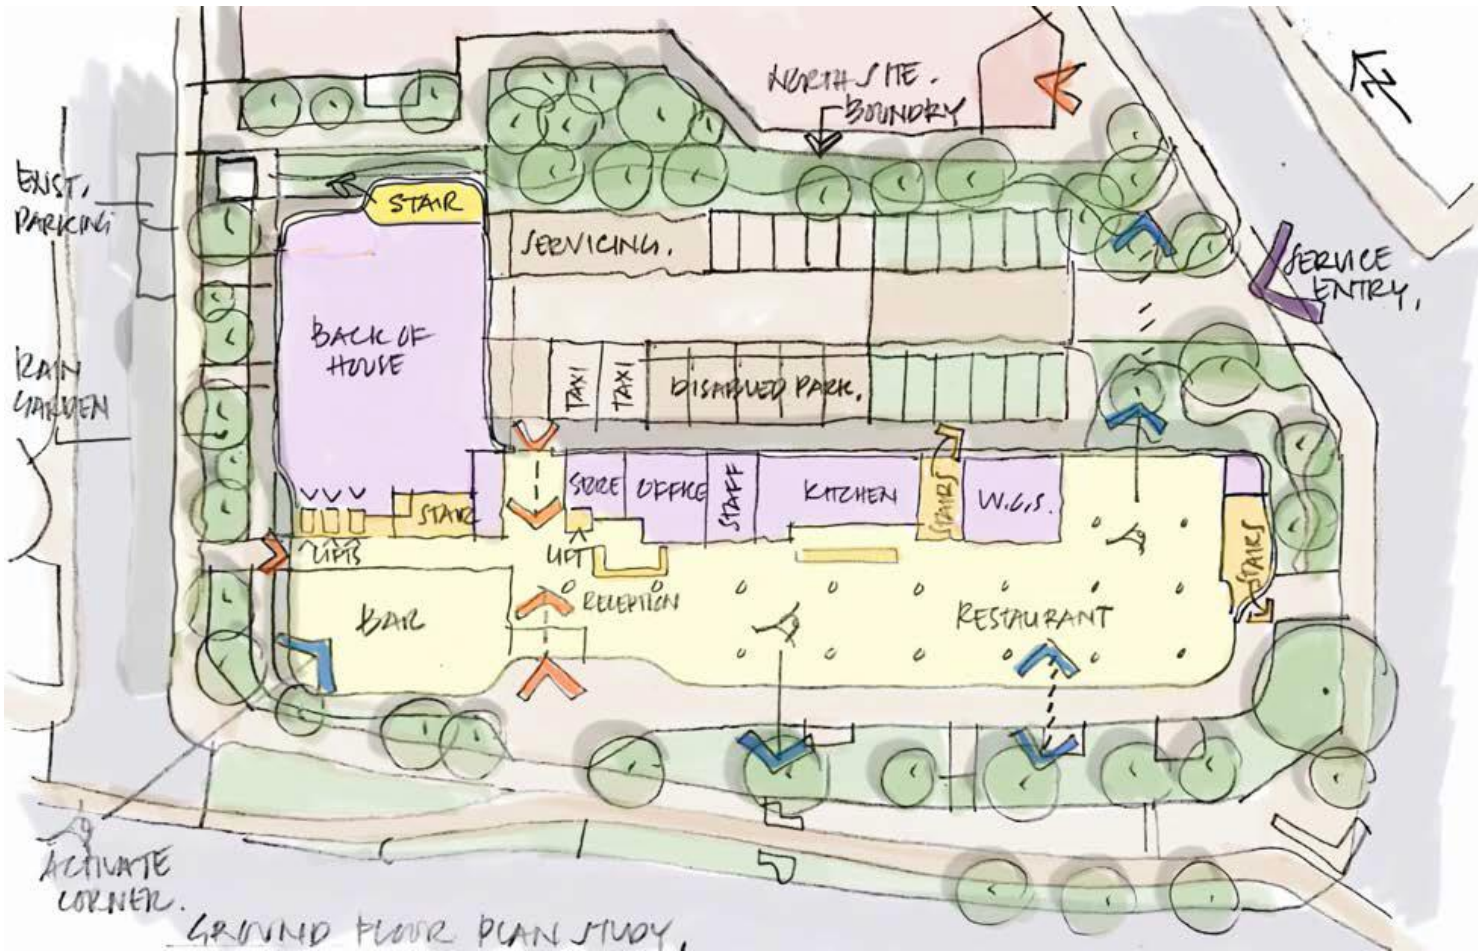 NORTH SITE.
BOUNDRY
N
EXIST.
PARKING
STAIR
SERVICING.
SERVICE
ENTRY.
BACK OF
HOUSE
RAIN
GARDEN
TAXI
TAXI
DISABLED PARK.
STORE
OFFICE
STAFF
KITCHEN
STAIRS
W.C.S.
STAIR
LIFTS
LIFT
STAIRS
BAR
RECEPTION
RESTAURANT
ACTIVATE
CORNER.
GROUND FLOOR PLAN STUDY.